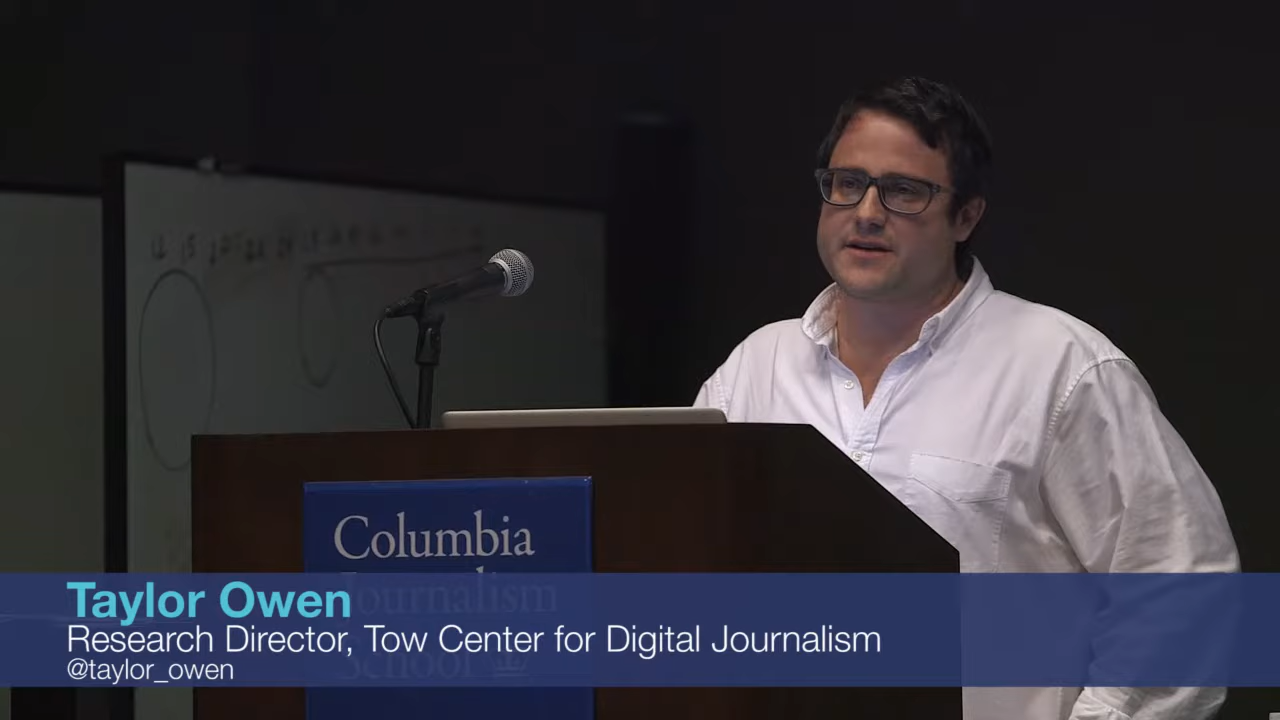 Columbia
Journalism
School
Taylor Owen
Research Director, Tow Center for Digital Journalism
@taylor_owen